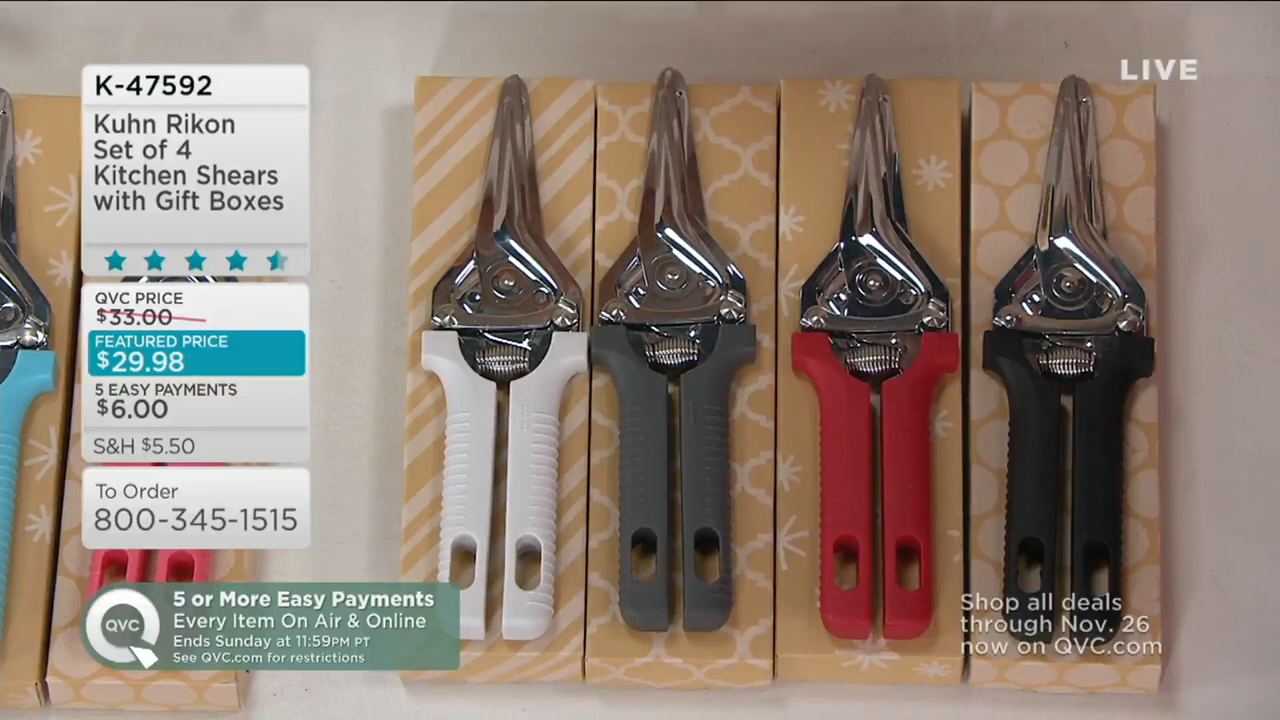 K-47592
Kuhn Rikon
Set of 4
Kitchen Shears
with Gift Boxes
QVC PRICE
$33.00
FEATURED PRICE
$29.98
5 EASY PAYMENTS
$6.00
S&H $5.50
To Order
800-345-1515
QVC
5 or More Easy Payments
Every Item On Air & Online
Ends Sunday at 11:59PM PT
See QVC.com for restrictions
LIVE
Shop all deals
through Nov. 26
now on QVC.com